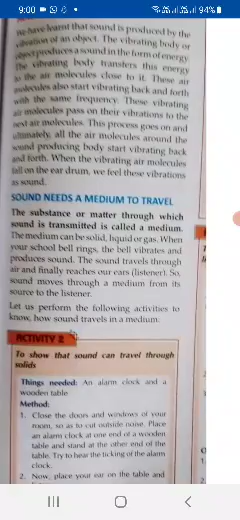 9:00
94%
we have learnt that sound is produced by the
vibration of an object. The vibrating body or
object produces a sound in the form of energy
The vibrating body transfers this energy
to the air molecules close to it. These air
molecules also start vibrating back and forth
with the same frequency. These vibrating
air molecules pass on their vibrations to the
next air molecules. This process goes on and
ultimately, all the air molecules around the
sound producing body start vibrating back
and forth. When the vibrating air molecules
fall on the ear drum, we feel these vibrations
as sound.
SOUND NEEDS A MEDIUM TO TRAVEL
The substance or matter through which
sound is transmitted is called a medium.
The medium can be solid, liquid or gas. When
your school bell rings, the bell vibrates and
produces sound. The sound travels through
air and finally reaches our ears (listener). So,
sound moves through a medium from its
source to the listener.
Let us perform the following activities to
know, how sound travels in a medium.
ACTIVITY 2
To show that sound can travel through
solids
Things needed: An alarm clock and a
wooden table
Method:
1. Close the doors and windows of your
room, so as to cut outside noise. Place
an alarm clock at one end of a wooden
table and stand at the other end of the
table. Try to hear the ticking of the alarm
clock.
2. Now, place your ear on the table and